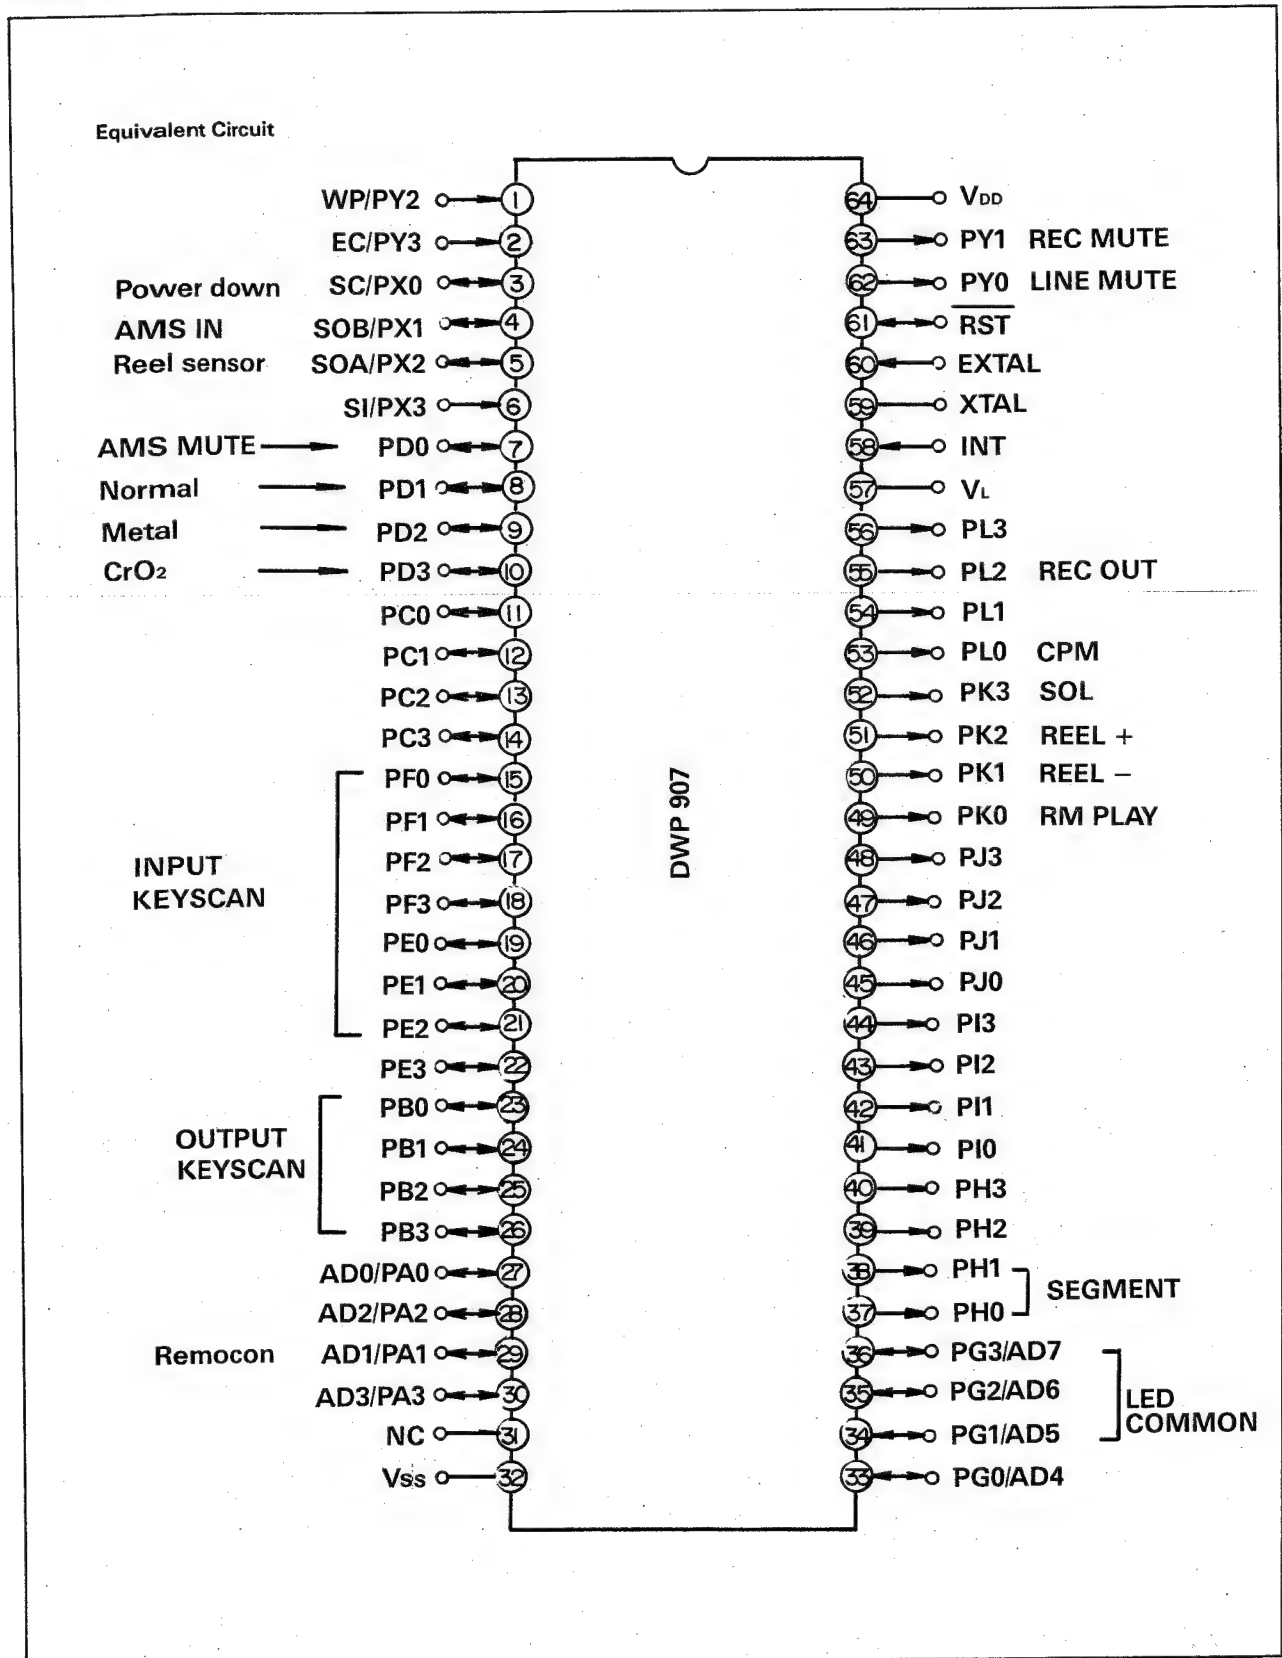 Equivalent Circuit
WP/PY2 1
EC/PY3 2
Power down SC/PX0 3
AMS IN SOB/PX1 4
Reel sensor SOA/PX2 5
SI/PX3 6
AMS MUTE PD0 7
Normal PD1 8
Metal PD2 9
CrO₂ PD3 10
PC0 11
PC1 12
PC2 13
PC3 14
PF0 15
PF1 16
PF2 17
PF3 18
PE0 19
PE1 20
PE2 21
INPUT
KEYSCAN
PE3 22
PB0 23
PB1 24
PB2 25
PB3 26
OUTPUT
KEYSCAN
AD0/PA0 27
AD2/PA2 28
Remocon AD1/PA1 29
AD3/PA3 30
NC 31
Vss 32
DWP 907
64 VDD
63 PY1 REC MUTE
62 PY0 LINE MUTE
61 RST
60 EXTAL
59 XTAL
58 INT
57 VL
56 PL3
55 PL2 REC OUT
54 PL1
53 PL0 CPM
52 PK3 SOL
51 PK2 REEL +
50 PK1 REEL −
49 PK0 RM PLAY
48 PJ3
47 PJ2
46 PJ1
45 PJ0
44 PI3
43 PI2
42 PI1
41 PI0
40 PH3
39 PH2
38 PH1
37 PH0
SEGMENT
36 PG3/AD7
35 PG2/AD6
34 PG1/AD5
LED
COMMON
33 PG0/AD4